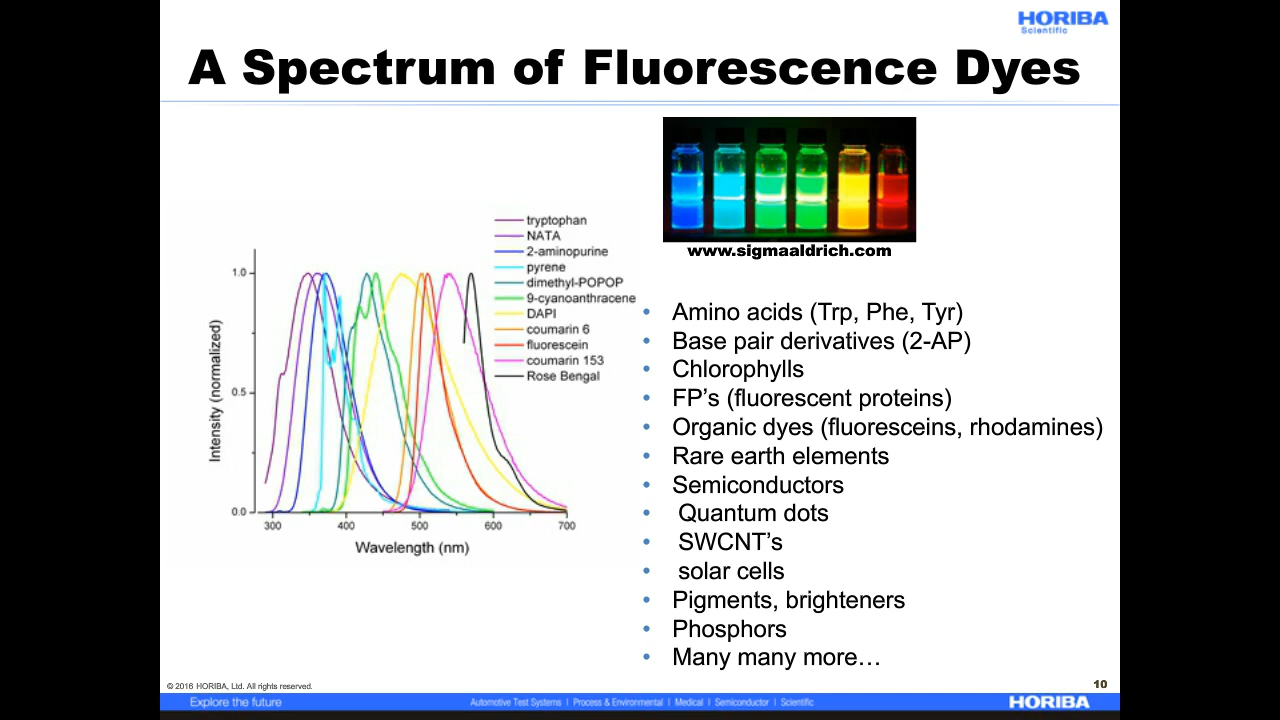 HORIBA
Scientific
A Spectrum of Fluorescence Dyes
www.sigmaaldrich.com
tryptophan
NATA
2-aminopurine
pyrene
dimethyl-POPOP
9-cyanoanthracene
DAPI
coumarin 6
fluorescein
coumarin 153
Rose Bengal
1.0
0.5
0.0
Intensity (normalized)
300 400 500 600 700
Wavelength (nm)
• Amino acids (Trp, Phe, Tyr)
• Base pair derivatives (2-AP)
• Chlorophylls
• FP’s (fluorescent proteins)
• Organic dyes (fluoresceins, rhodamines)
• Rare earth elements
• Semiconductors
• Quantum dots
• SWCNT’s
• solar cells
• Pigments, brighteners
• Phosphors
• Many many more…
© 2016 HORIBA, Ltd. All rights reserved.
10
Explore the future
Automotive Test Systems | Process & Environmental | Medical | Semiconductor | Scientific
HORIBA